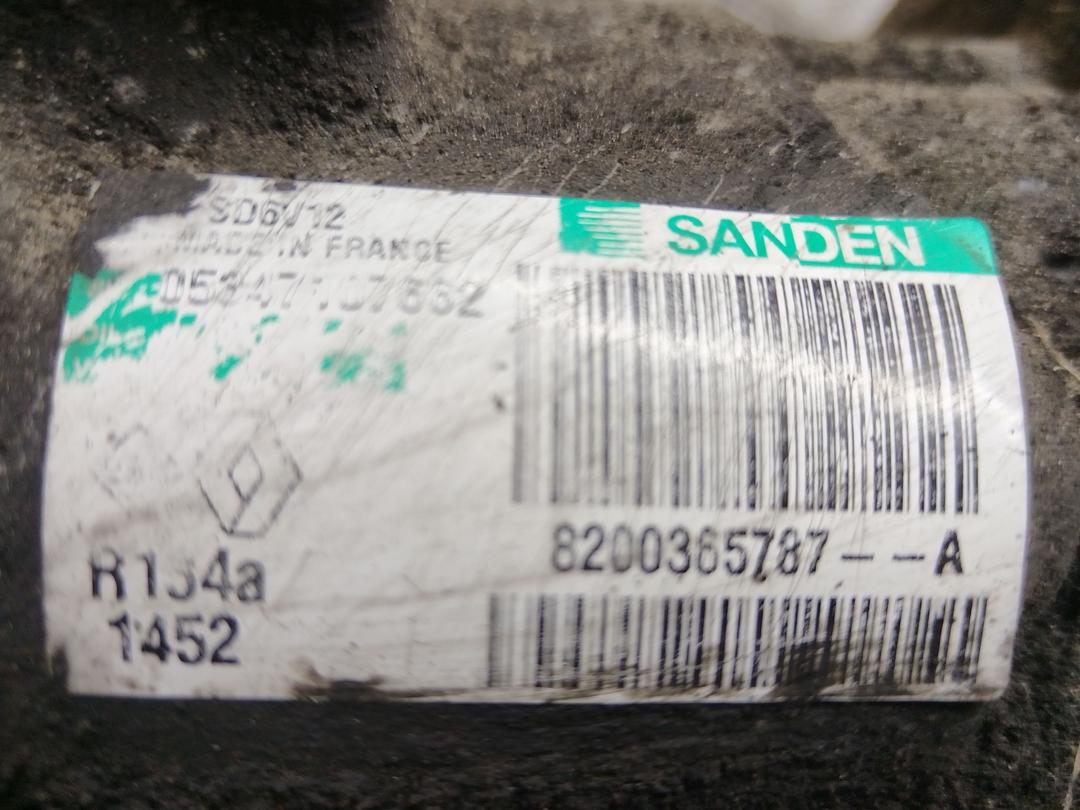 SD6V12
MADE IN FRANCE
SANDEN
R134a
1452
8200365787--A